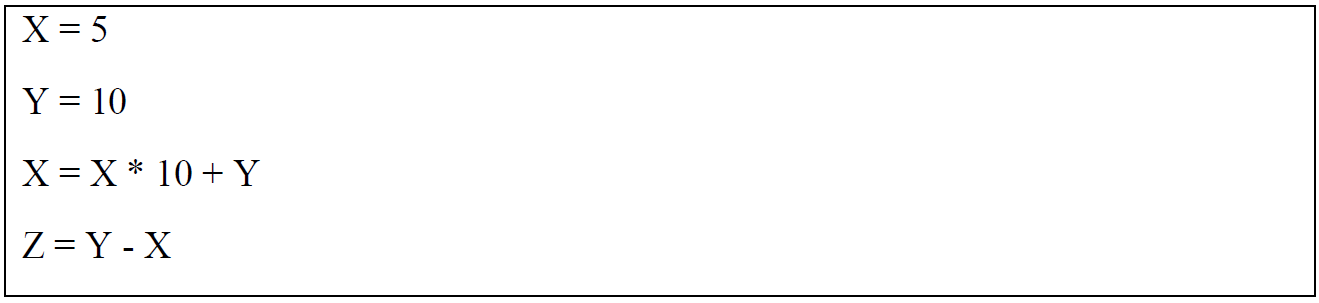 X = 5
Y = 10
X = X * 10 + Y
Z = Y - X